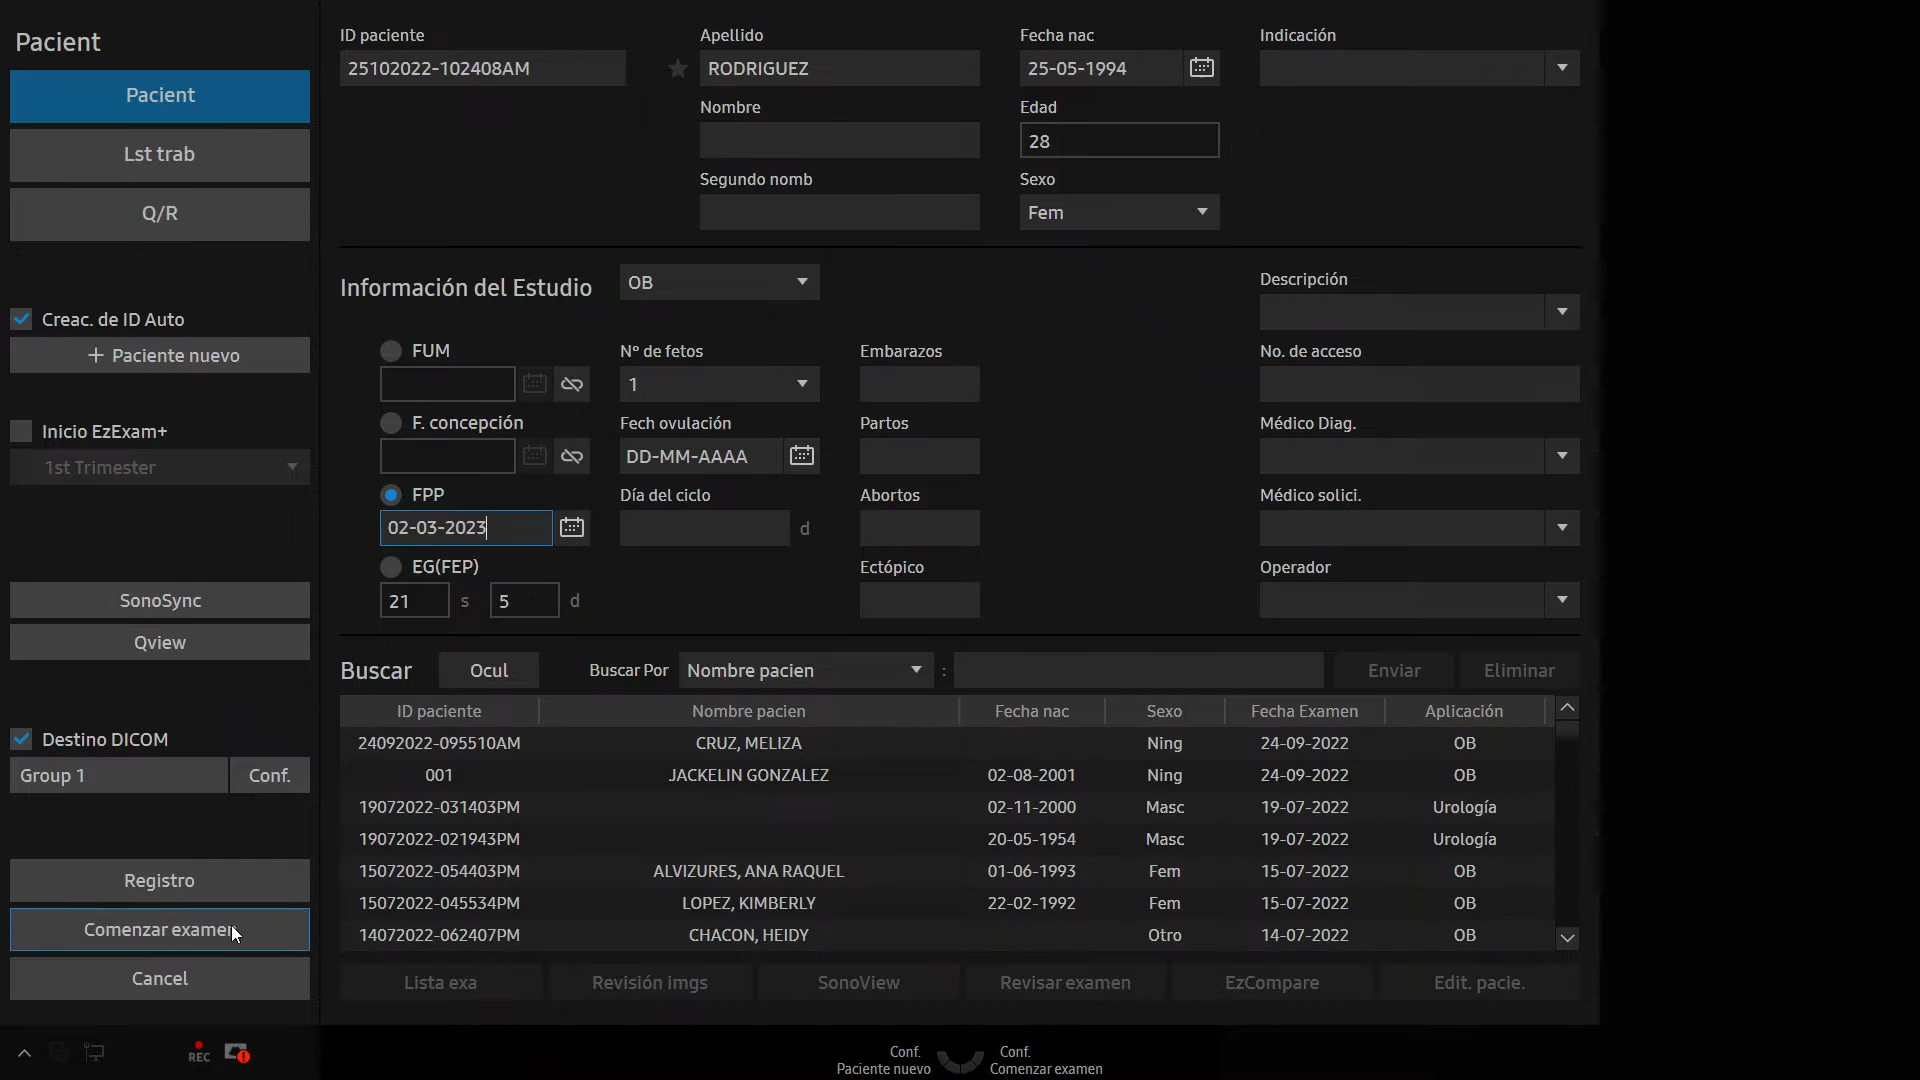 Pacient
Pacient
Lst trab
Q/R
Creac. de ID Auto
+ Paciente nuevo
Inicio EzExam+
1st Trimester
SonoSync
Qview
Destino DICOM
Group 1 Conf.
Registro
Comenzar examen
Cancel
REC
ID paciente Apellido Fecha nac Indicación
25102022-102408AM RODRIGUEZ 25-05-1994
Nombre Edad
28
Segundo nomb Sexo
Fem
Información del Estudio OB Descripción
FUM Nº de fetos Embarazos No. de acceso
1
F. concepción Fech ovulación Partos Médico Diag.
DD-MM-AAAA
FPP Día del ciclo Abortos Médico solici.
02-03-2023 d
EG(FEP) Ectópico Operador
21 s 5 d
Buscar Ocul Buscar Por Nombre pacien : Enviar Eliminar
ID paciente Nombre pacien Fecha nac Sexo Fecha Examen Aplicación
24092022-095510AM CRUZ, MELIZA Ning 24-09-2022 OB
001 JACKELIN GONZALEZ 02-08-2001 Ning 24-09-2022 OB
19072022-031403PM 02-11-2000 Masc 19-07-2022 Urología
19072022-021943PM 20-05-1954 Masc 19-07-2022 Urología
15072022-054403PM ALVIZURES, ANA RAQUEL 01-06-1993 Fem 15-07-2022 OB
15072022-045534PM LOPEZ, KIMBERLY 22-02-1992 Fem 15-07-2022 OB
14072022-062407PM CHACON, HEIDY Otro 14-07-2022 OB
Lista exa Revisión imgs SonoView Revisar examen EzCompare Edit. pacie.
Conf. Conf.
Paciente nuevo Comenzar examen